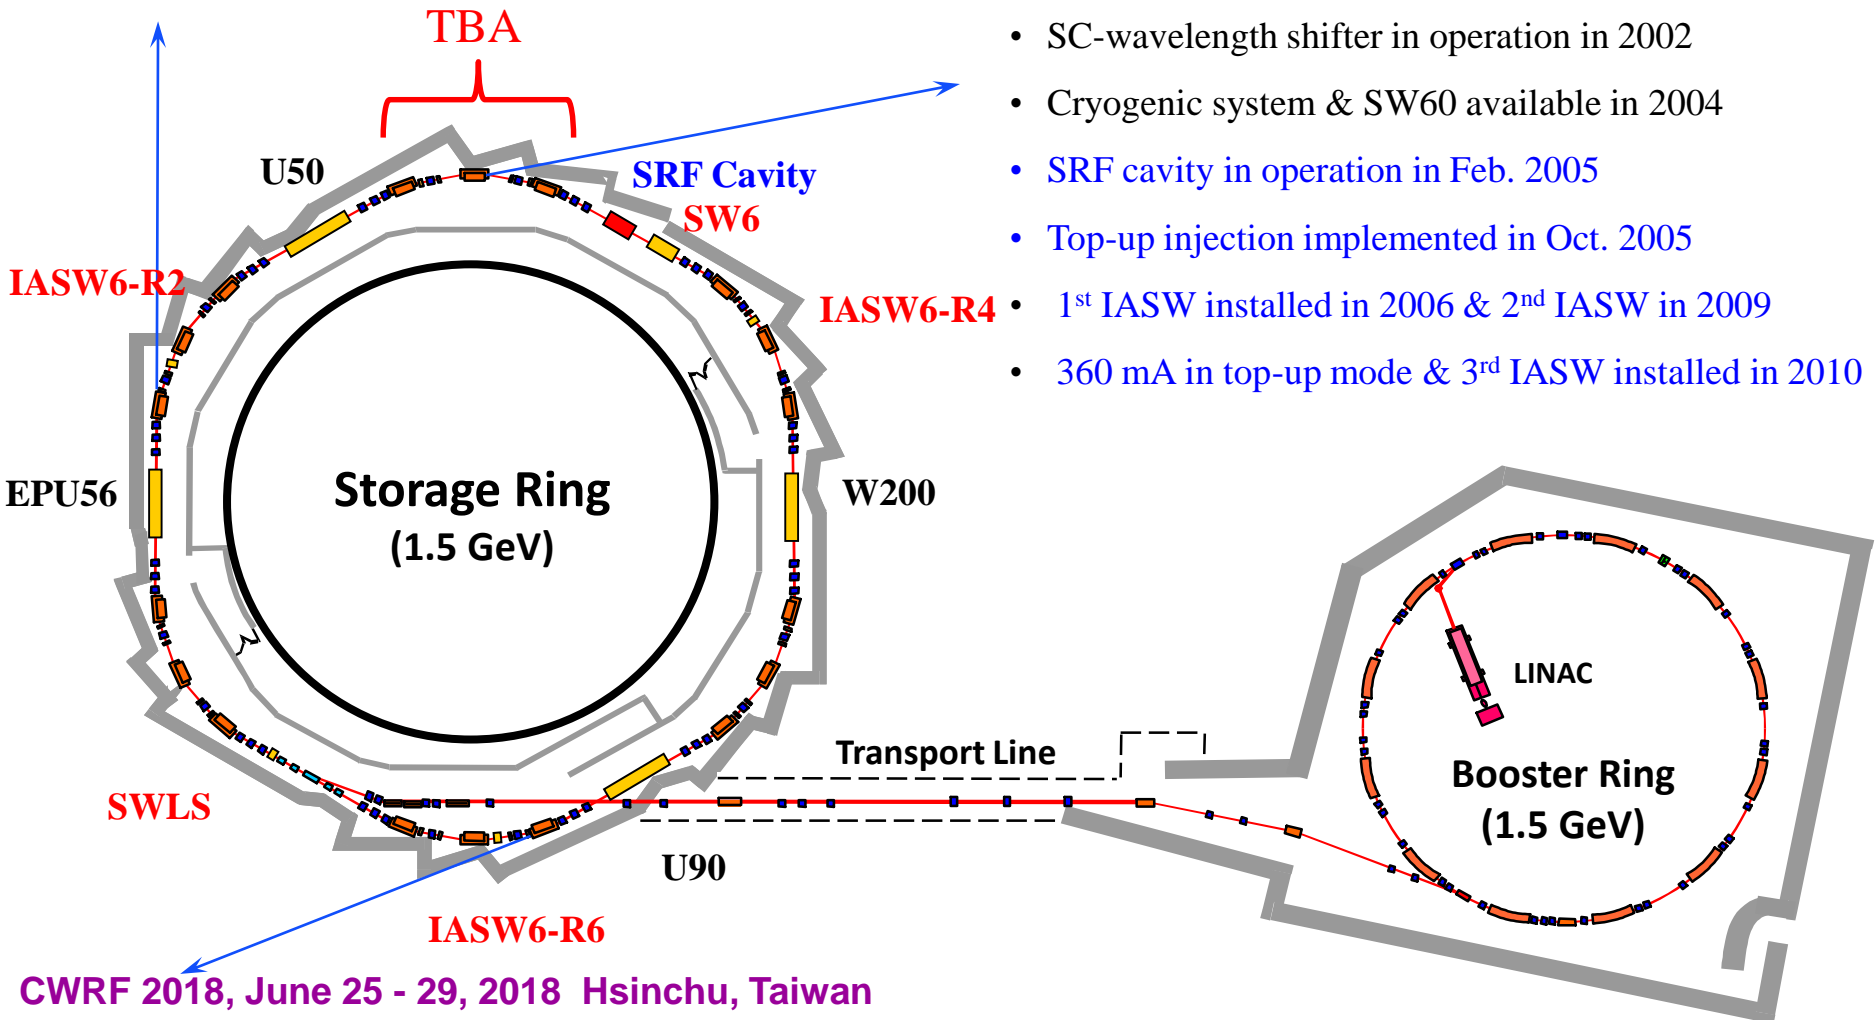 TBA
• SC-wavelength shifter in operation in 2002
• Cryogenic system & SW60 available in 2004
• SRF cavity in operation in Feb. 2005
• Top-up injection implemented in Oct. 2005
• 1st IASW installed in 2006 & 2nd IASW in 2009
• 360 mA in top-up mode & 3rd IASW installed in 2010
U50
SRF Cavity
SW6
IASW6-R2
IASW6-R4
EPU56
Storage Ring
(1.5 GeV)
W200
LINAC
Transport Line
Booster Ring
(1.5 GeV)
SWLS
U90
IASW6-R6
CWRF 2018, June 25 - 29, 2018 Hsinchu, Taiwan